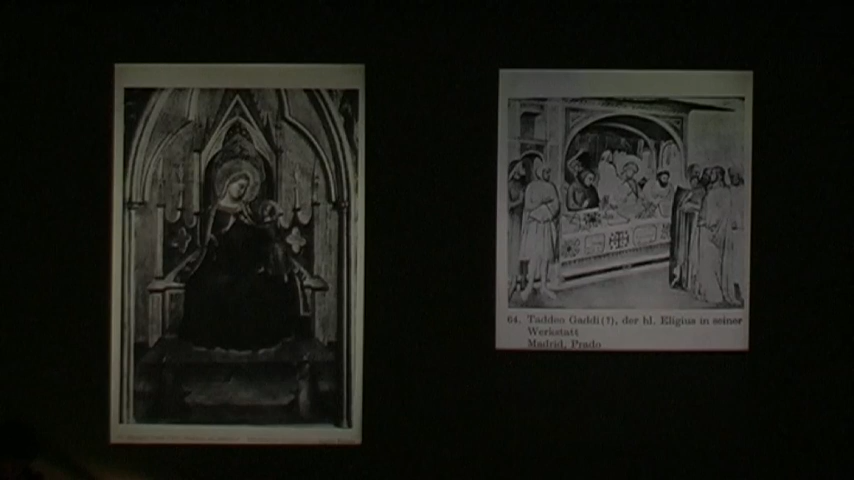 64. Taddeo Gaddi (?), der hl. Eligius in seiner
Werkstatt
Madrid, Prado